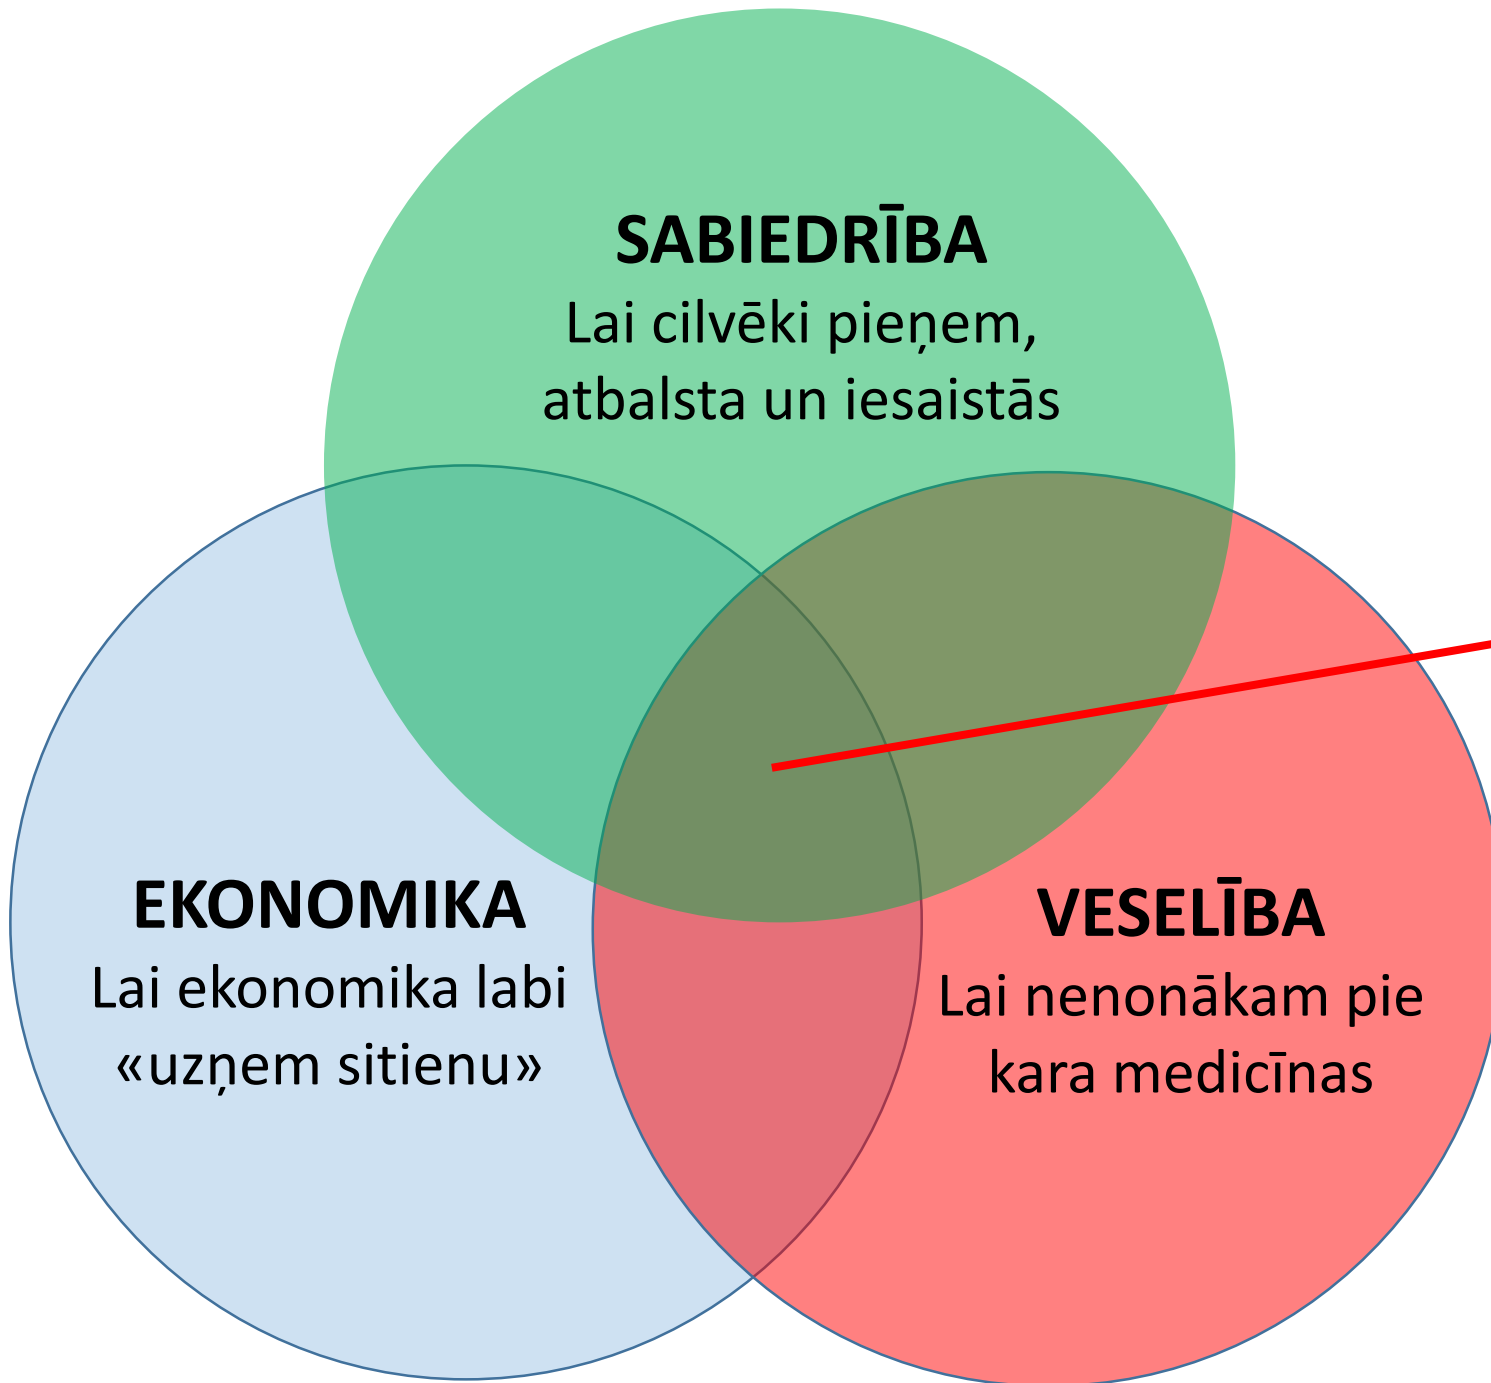 SABIEDRĪBA
Lai cilvēki pieņem,
atbalsta un iesaistās
EKONOMIKA
Lai ekonomika labi
«uzņem sitienu»
VESELĪBA
Lai nenonākam pie
kara medicīnas